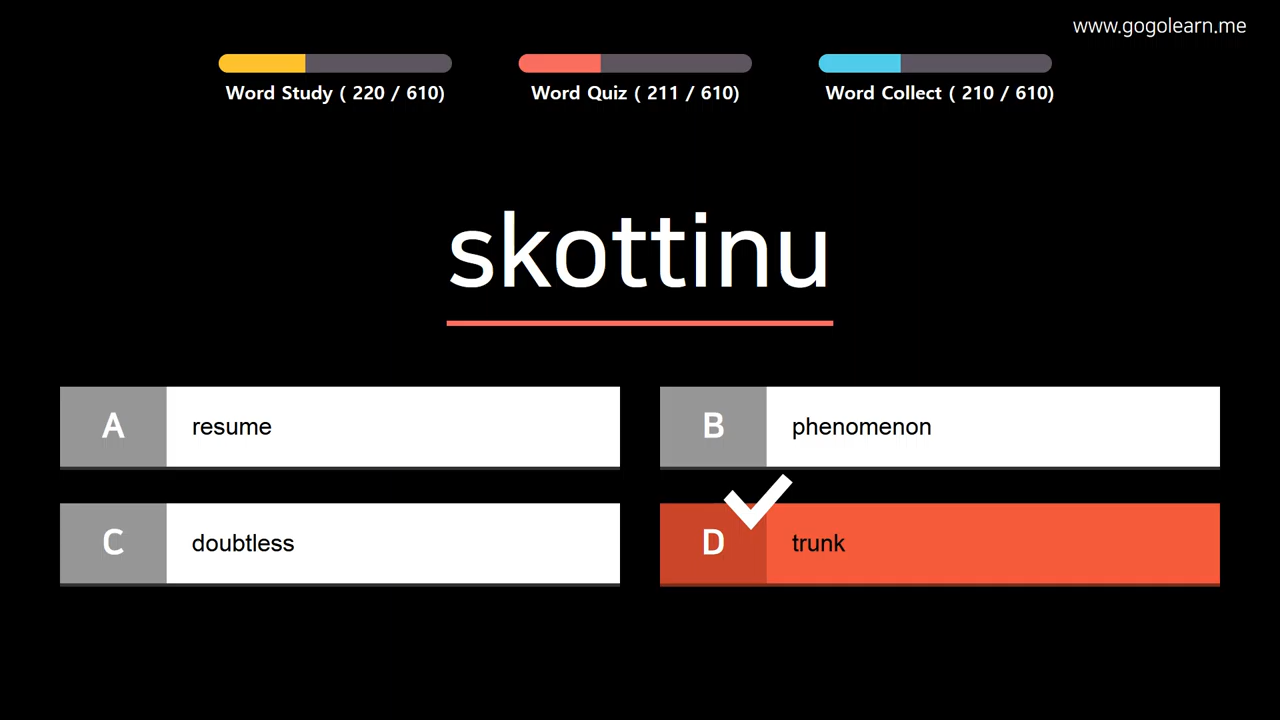 www.gogolearn.me
Word Study ( 220 / 610)
Word Quiz ( 211 / 610)
Word Collect ( 210 / 610)
skottinu
A resume
B phenomenon
C doubtless
D trunk